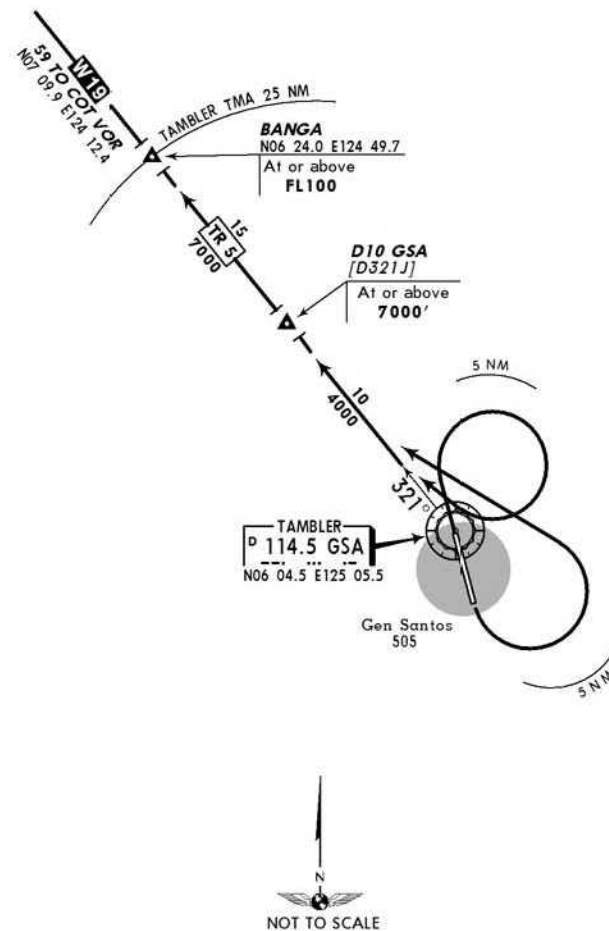 W19
59 TO COT VOR
N07 09.9 E124 12.4
TAMBLER TMA 25 NM
BANGA
N06 24.0 E124 49.7
At or above
FL100
15
TR 5
7000
D10 GSA
[D321J]
At or above
7000'
10
4000
5 NM
321°
TAMBLER
D 114.5 GSA
N06 04.5 E125 05.5
Gen Santos
505
5 NM
N
NOT TO SCALE